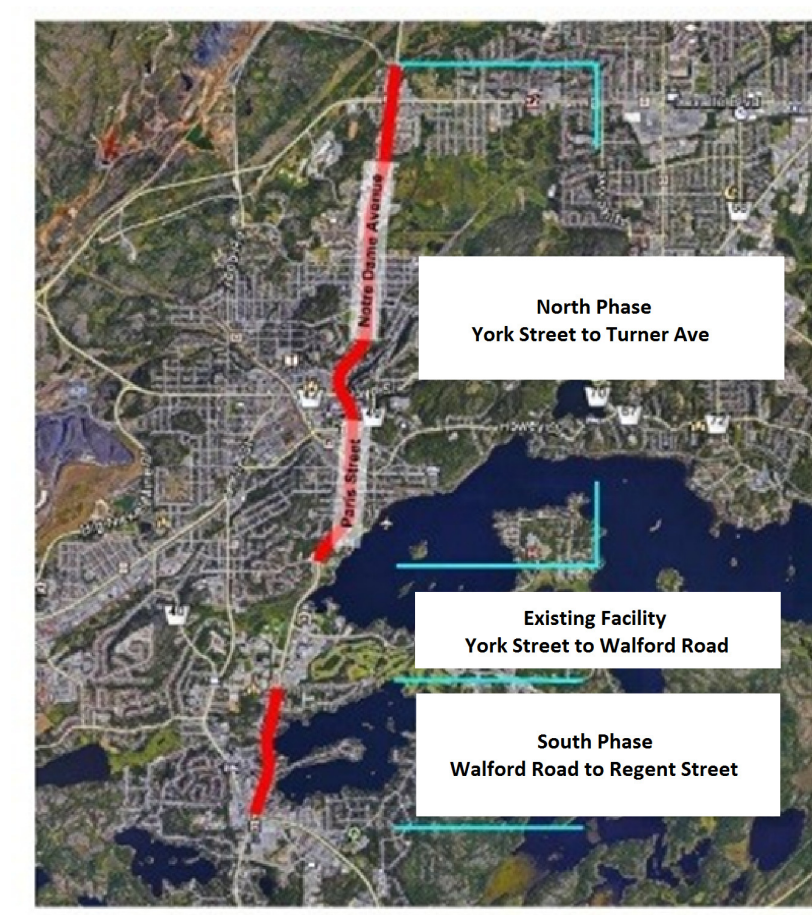 Notre Dame Avenue
North Phase
York Street to Turner Ave
Paris Street
Existing Facility
York Street to Walford Road
South Phase
Walford Road to Regent Street